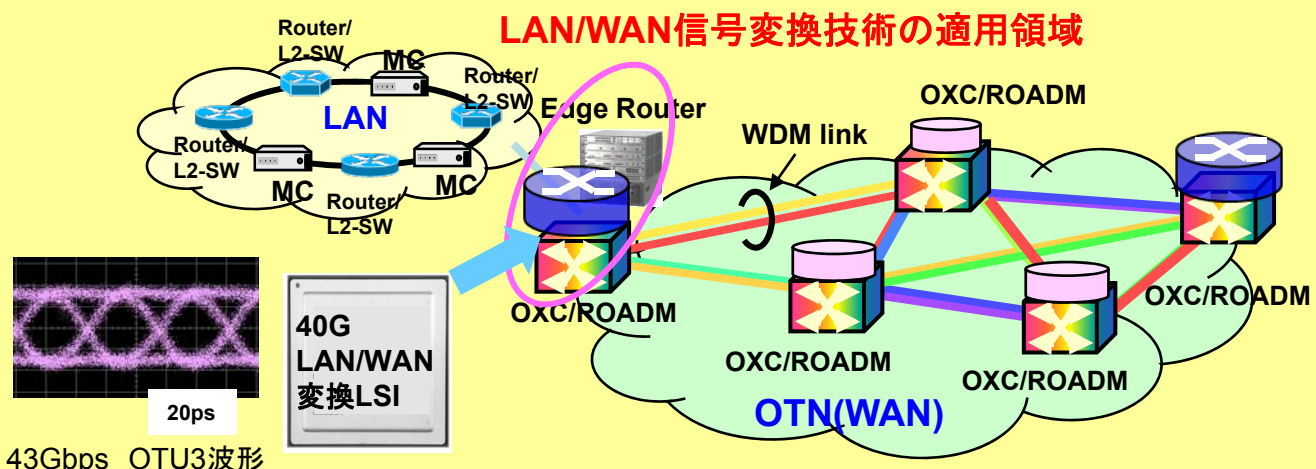 LAN/WAN信号変換技術の適用領域
Router/
L2-SW
MC
Router/
L2-SW
LAN
Router/
L2-SW
MC
Router/
L2-SW
MC
Edge Router
WDM link
OXC/ROADM
OXC/ROADM
OXC/ROADM
OXC/ROADM
OXC/ROADM
OTN(WAN)
40G
LAN/WAN
変換LSI
20ps
43Gbps OTU3波形